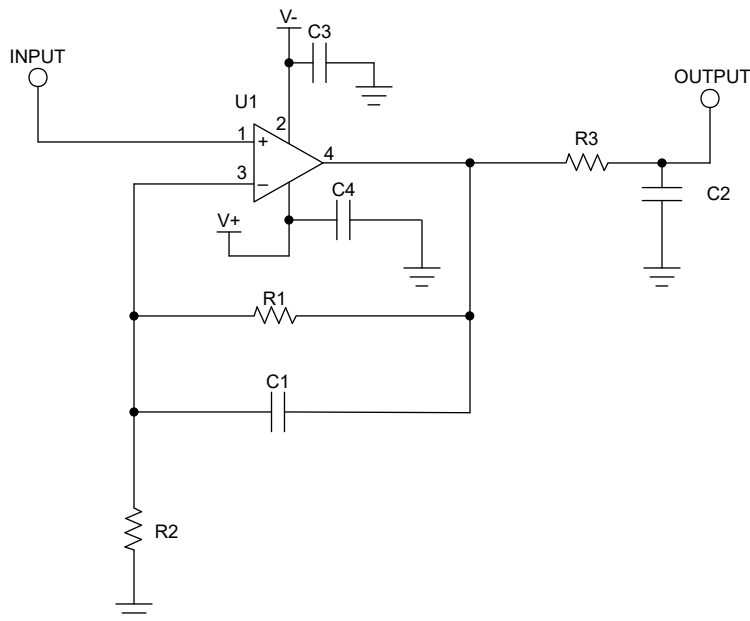 V-
C3
INPUT
OUTPUT
U1
2
1
+
R3
4
3
−
C4
C2
V+
R1
C1
R2